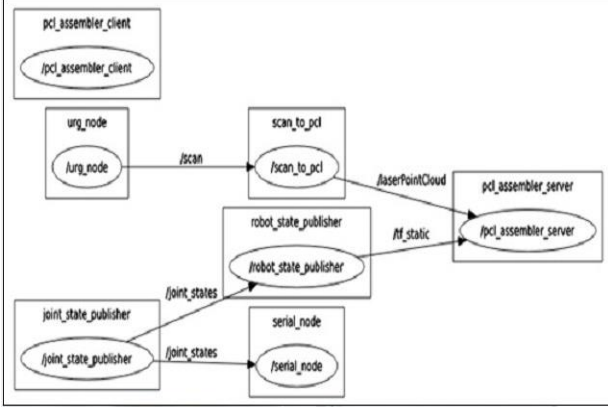 pcl_assembler_client
/pcl_assembler_client
urg_node
/urg_node
/scan
scan_to_pcl
/scan_to_pcl
/laserPointCloud
pcl_assembler_server
/pcl_assembler_server
robot_state_publisher
/robot_state_publisher
/tf_static
/joint_states
joint_state_publisher
/joint_state_publisher
/joint_states
serial_node
/serial_node